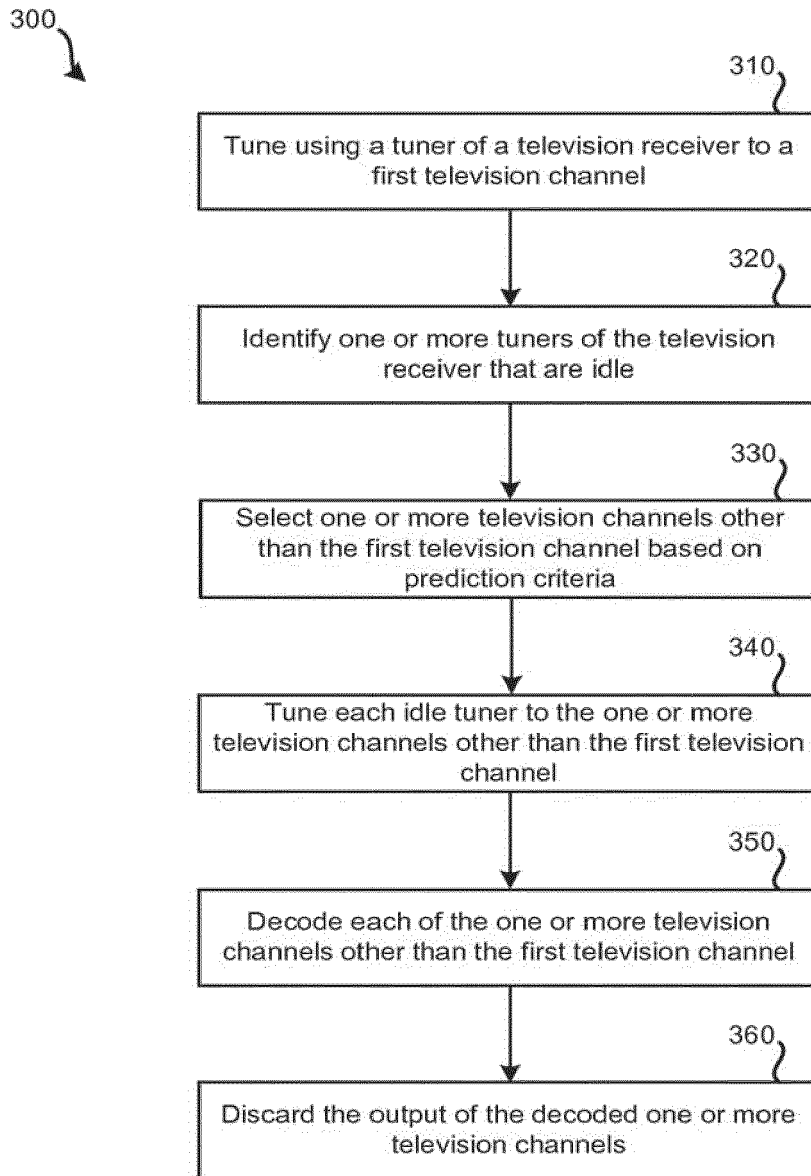 300
310
Tune using a tuner of a television receiver to a
first television channel
320
Identify one or more tuners of the television
receiver that are idle
330
Select one or more television channels other
than the first television channel based on
prediction criteria
340
Tune each idle tuner to the one or more
television channels other than the first television
channel
350
Decode each of the one or more television
channels other than the first television channel
360
Discard the output of the decoded one or more
television channels